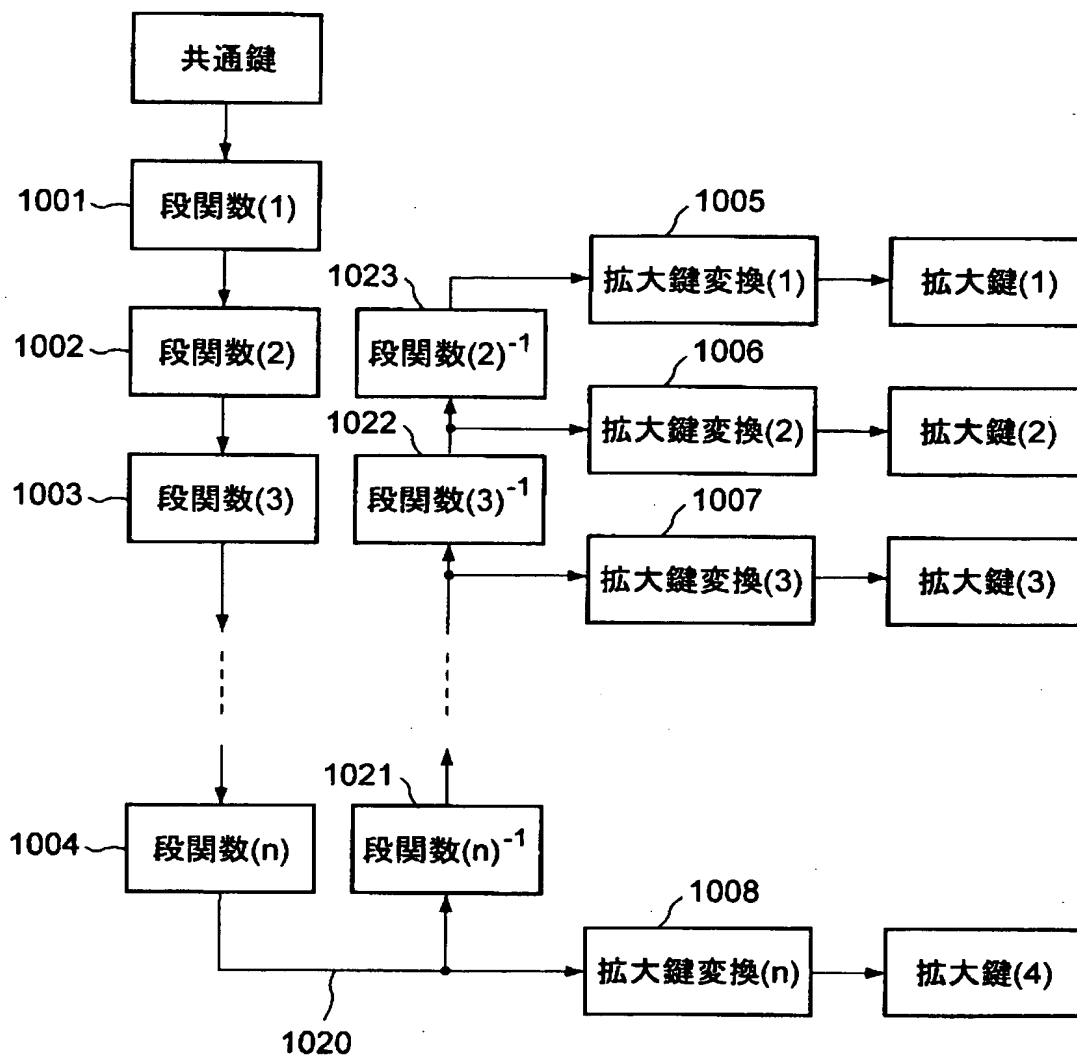 共通鍵
1001
段関数(1)
1005
拡大鍵変換(1)
拡大鍵(1)
1023
1002
段関数(2)
段関数(2)-1
1006
拡大鍵変換(2)
拡大鍵(2)
1022
1003
段関数(3)
段関数(3)-1
1007
拡大鍵変換(3)
拡大鍵(3)
1021
1004
段関数(n)
段関数(n)-1
1008
拡大鍵変換(n)
拡大鍵(4)
1020